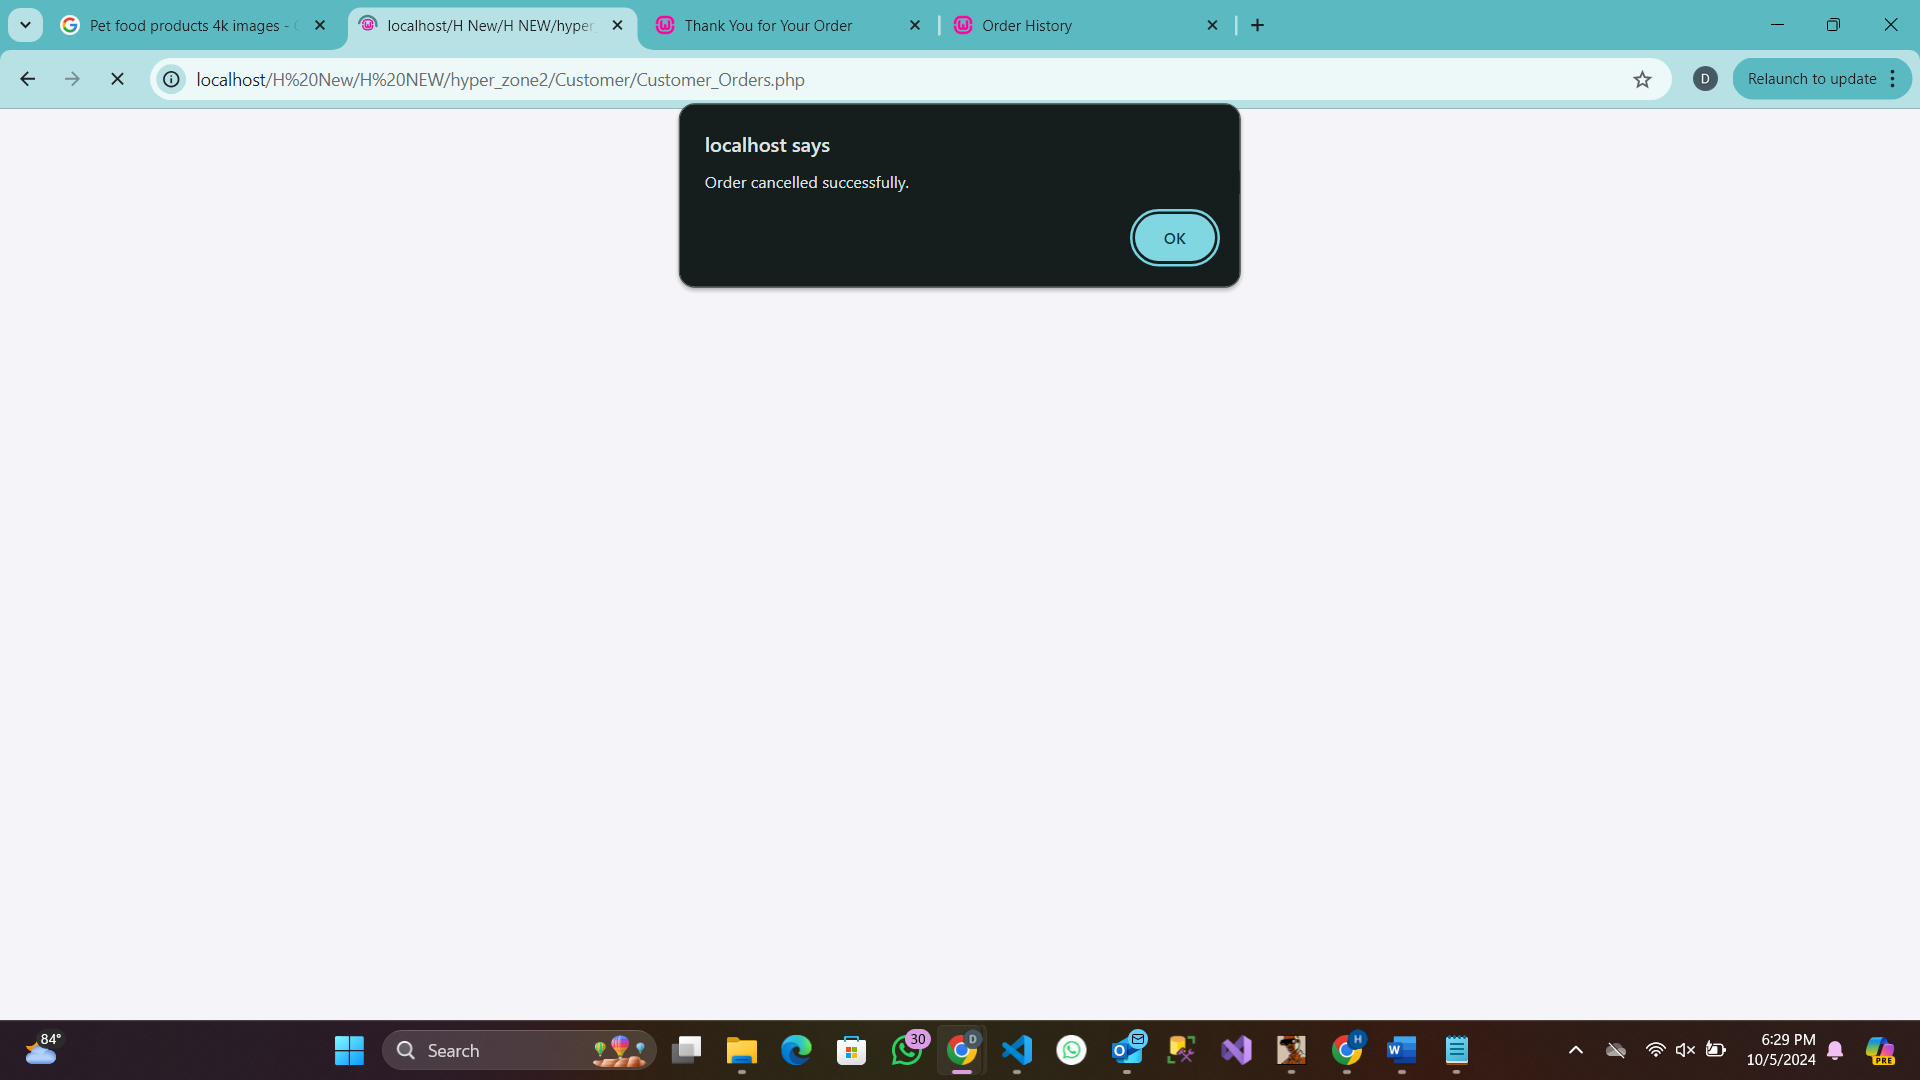 Pet food products 4k images -
localhost/H New/H NEW/hyper_
Thank You for Your Order
Order History
localhost/H%20New/H%20NEW/hyper_zone2/Customer/Customer_Orders.php
D
Relaunch to update
localhost says
Order cancelled successfully.
OK
84°
Search
30
D
H
6:29 PM
10/5/2024
PRE